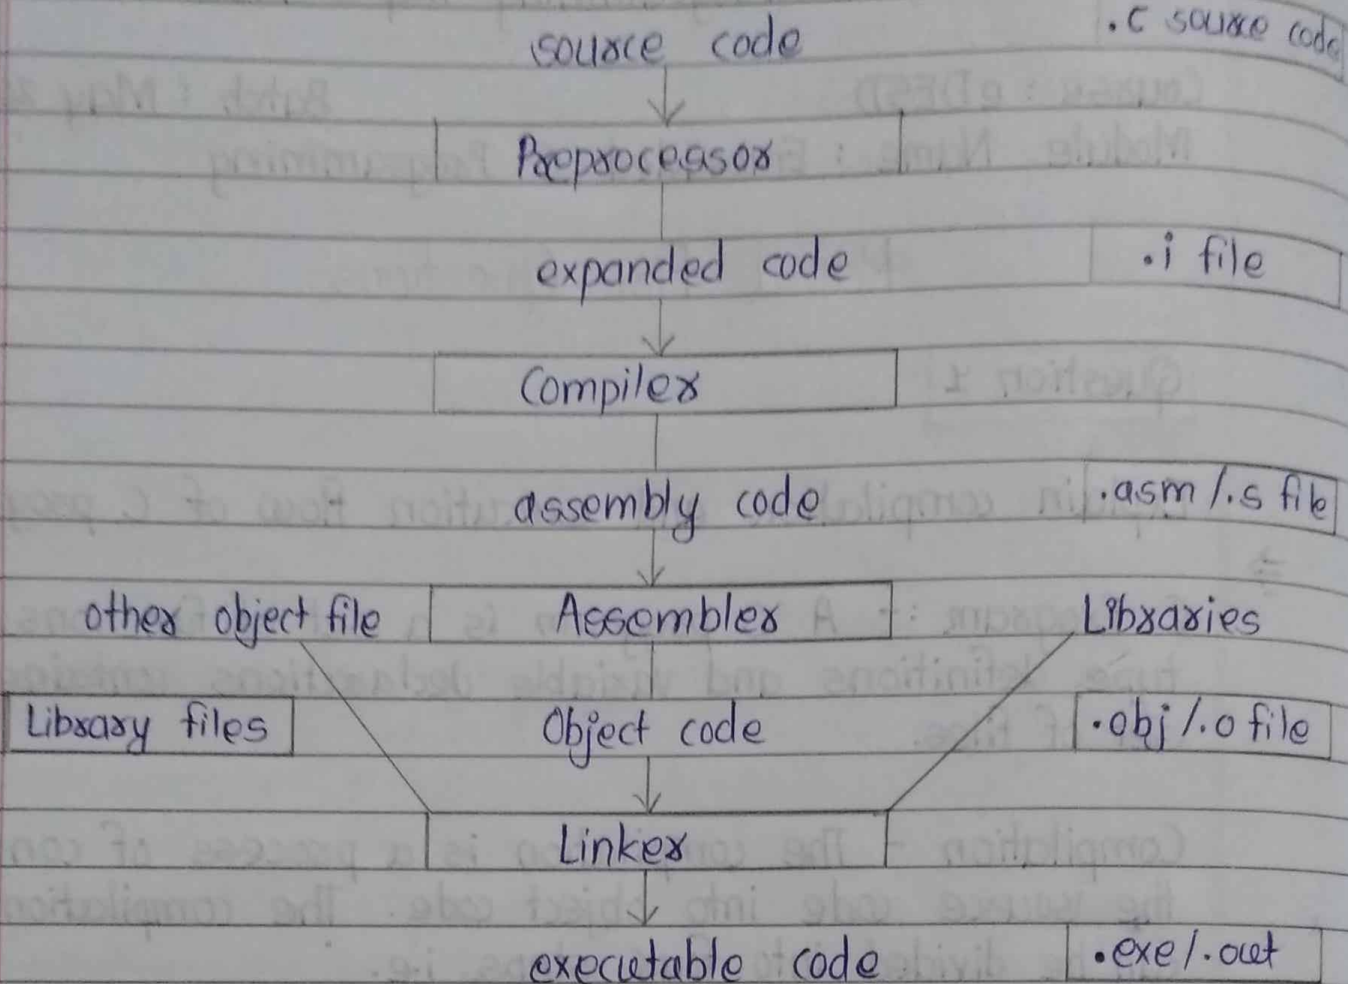 source code .c source code
Preprocessor
expanded code .i file
Compiler
assembly code .asm /.s file
other object file Assembler Libraries
Library files Object code .obj /.o file
Linker
executable code .exe/.out